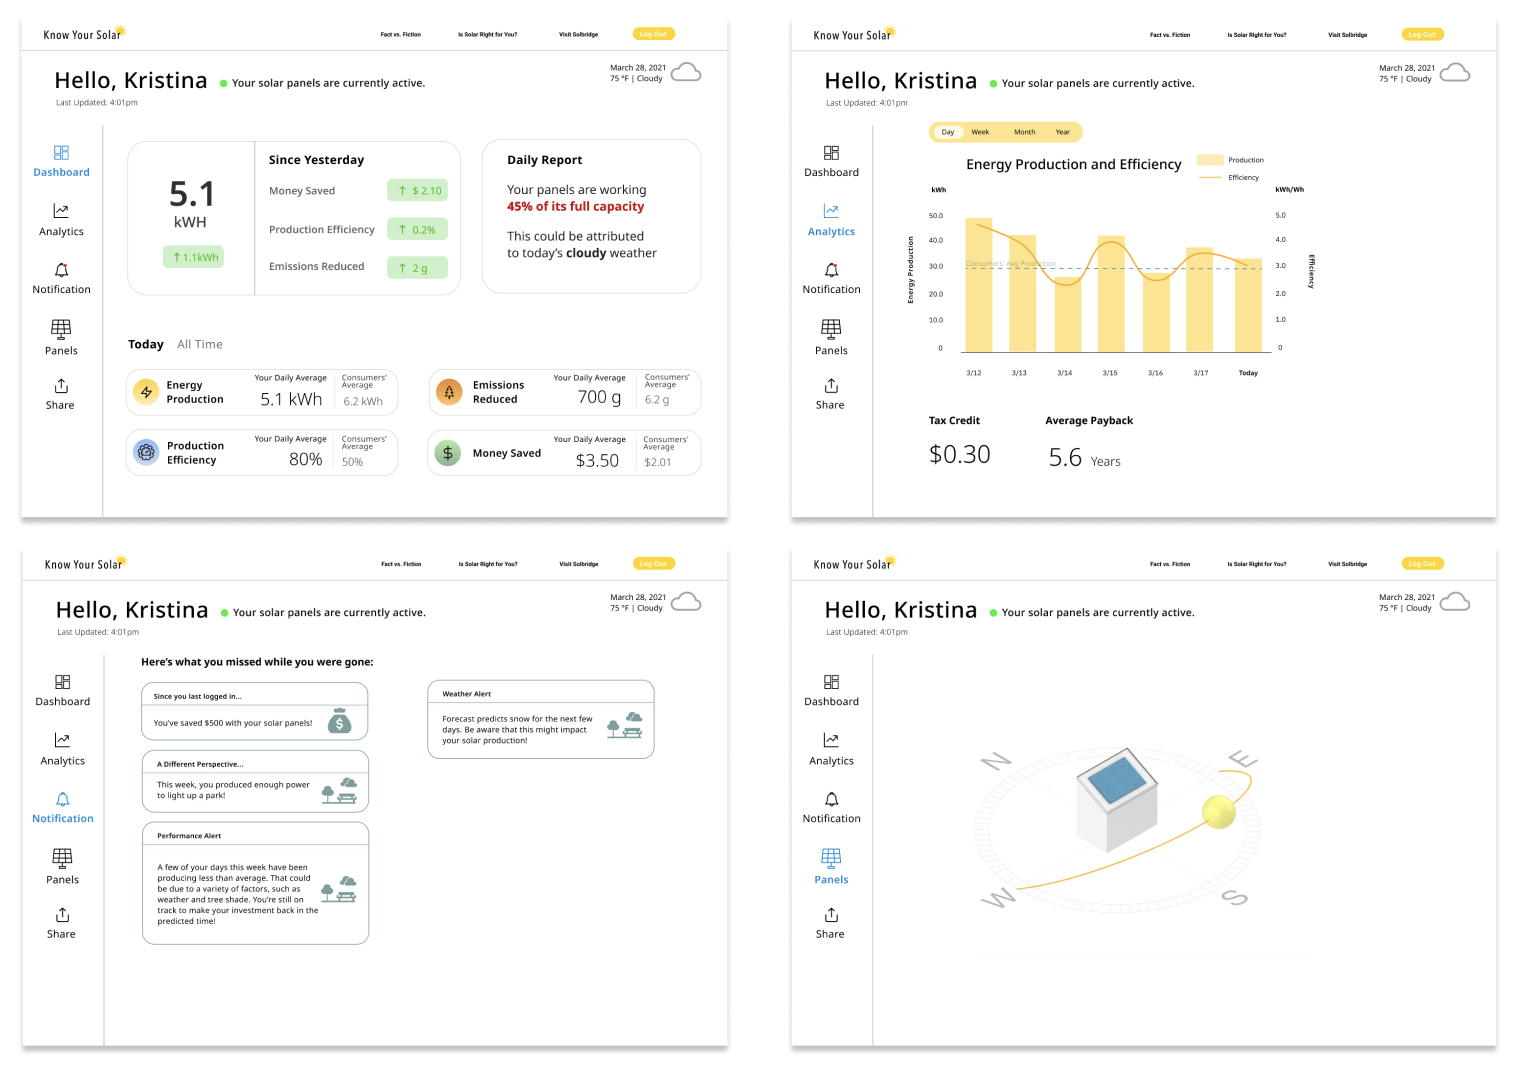 Know Your Solar
Fact vs. Fiction
Is Solar Right for You?
Visit Solbridge
Log Out
Hello, Kristina
Your solar panels are currently active.
March 28, 2021
75 °F | Cloudy
Last Updated: 4:01pm
Dashboard
Analytics
Notification
Panels
Share
5.1
kWH
↑ 1.1kWh
Since Yesterday
Money Saved
↑ $ 2.10
Production Efficiency
↑ 0.2%
Emissions Reduced
↑ 2 g
Daily Report
Your panels are working
45% of its full capacity
This could be attributed
to today's cloudy weather
Today All Time
Energy
Production
Your Daily Average
5.1 kWh
Consumers'
Average
6.2 kWh
Emissions
Reduced
Your Daily Average
700 g
Consumers'
Average
6.2 g
Production
Efficiency
Your Daily Average
80%
Consumers'
Average
50%
Money Saved
Your Daily Average
$3.50
Consumers'
Average
$2.01
Know Your Solar
Fact vs. Fiction
Is Solar Right for You?
Visit Solbridge
Log Out
Hello, Kristina
Your solar panels are currently active.
March 28, 2021
75 °F | Cloudy
Last Updated: 4:01pm
Dashboard
Analytics
Notification
Panels
Share
Day
Week
Month
Year
Energy Production and Efficiency
Production
Efficiency
kWh
kWh/Wh
50.0
40.0
30.0
20.0
10.0
0
Energy Production
Consumers' Avg Production
5.0
4.0
3.0
2.0
1.0
0
Efficiency
3/12
3/13
3/14
3/15
3/16
3/17
Today
Tax Credit
$0.30
Average Payback
5.6 Years
Know Your Solar
Fact vs. Fiction
Is Solar Right for You?
Visit Solbridge
Log Out
Hello, Kristina
Your solar panels are currently active.
March 28, 2021
75 °F | Cloudy
Last Updated: 4:01pm
Dashboard
Analytics
Notification
Panels
Share
Here's what you missed while you were gone:
Since you last logged in...
You've saved $500 with your solar panels!
$
A Different Perspective...
This week, you produced enough power
to light up a park!
Performance Alert
A few of your days this week have been
producing less than average. That could
be due to a variety of factors, such as
weather and tree shade. You're still on
track to make your investment back in the
predicted time!
Weather Alert
Forecast predicts snow for the next few
days. Be aware that this might impact
your solar production!
Know Your Solar
Fact vs. Fiction
Is Solar Right for You?
Visit Solbridge
Log Out
Hello, Kristina
Your solar panels are currently active.
March 28, 2021
75 °F | Cloudy
Last Updated: 4:01pm
Dashboard
Analytics
Notification
Panels
Share
N
E
W
S